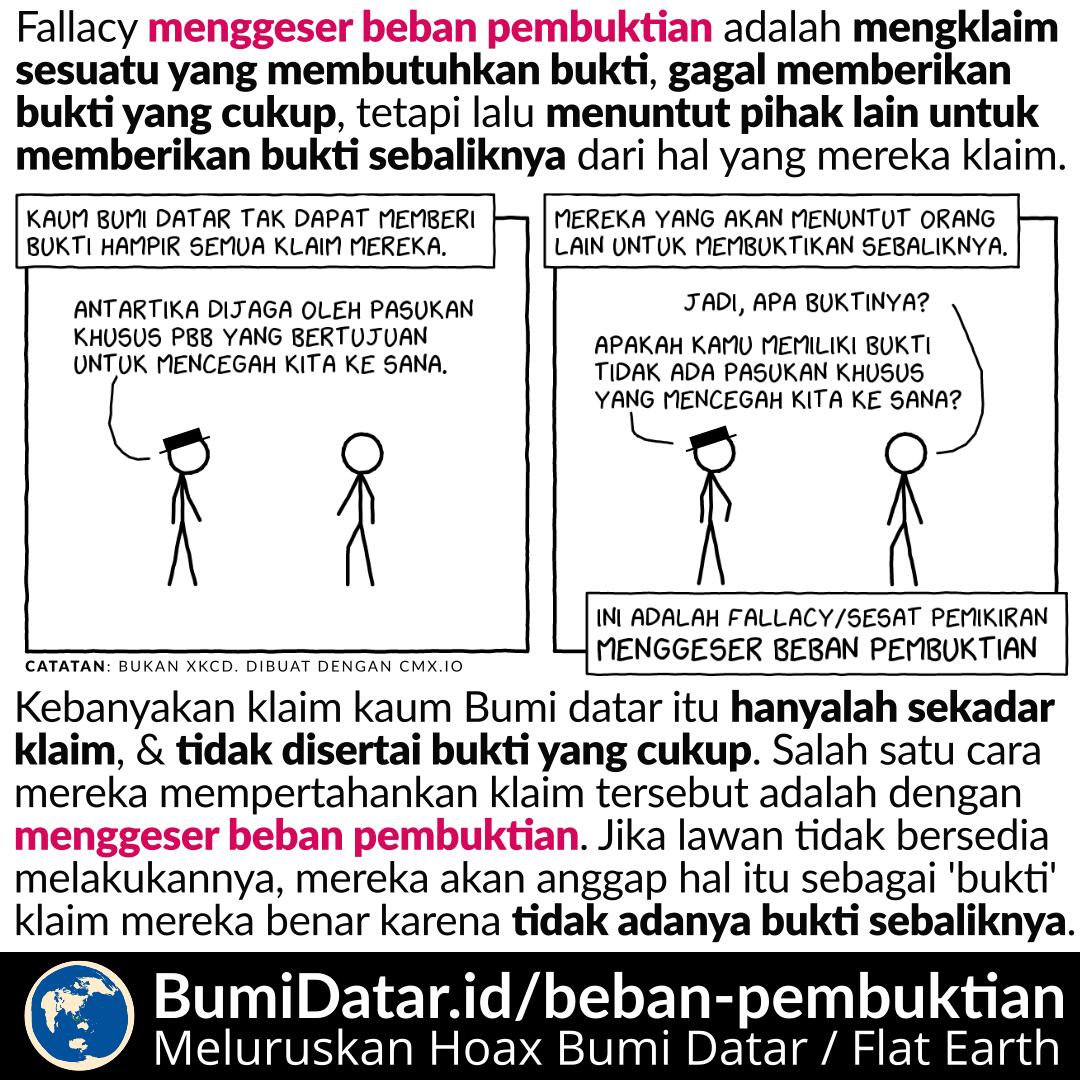 Fallacy menggeser beban pembuktian adalah mengklaim
sesuatu yang membutuhkan bukti, gagal memberikan
bukti yang cukup, tetapi lalu menuntut pihak lain untuk
memberikan bukti sebaliknya dari hal yang mereka klaim.
KAUM BUMI DATAR TAK DAPAT MEMBERI
BUKTI HAMPIR SEMUA KLAIM MEREKA.
ANTARTIKA DIJAGA OLEH PASUKAN
KHUSUS PBB YANG BERTUJUAN
UNTUK MENCEGAH KITA KE SANA.
MEREKA YANG AKAN MENUNTUT ORANG
LAIN UNTUK MEMBUKTIKAN SEBALIKNYA.
JADI, APA BUKTINYA?
APAKAH KAMU MEMILIKI BUKTI
TIDAK ADA PASUKAN KHUSUS
YANG MENCEGAH KITA KE SANA?
INI ADALAH FALLACY/SESAT PEMIKIRAN
MENGGESER BEBAN PEMBUKTIAN
CATATAN: BUKAN XKCD. DIBUAT DENGAN CMX.IO
Kebanyakan klaim kaum Bumi datar itu hanyalah sekadar
klaim, & tidak disertai bukti yang cukup. Salah satu cara
mereka mempertahankan klaim tersebut adalah dengan
menggeser beban pembuktian. Jika lawan tidak bersedia
melakukannya, mereka akan anggap hal itu sebagai 'bukti'
klaim mereka benar karena tidak adanya bukti sebaliknya.
BumiDatar.id/beban-pembuktian
Meluruskan Hoax Bumi Datar / Flat Earth